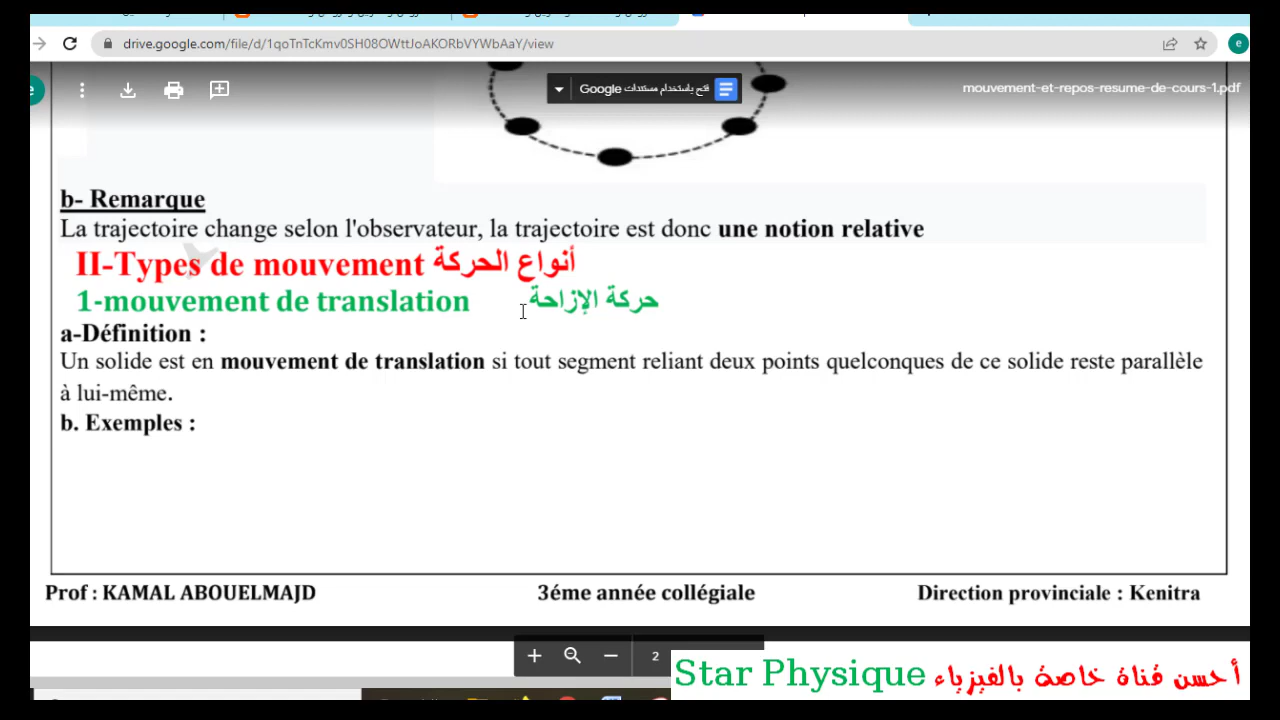 drive.google.com/file/d/1qoTnTcKmv0SH08OWttJoAKORbVYWbAaY/view
e
e
فتح باستخدام مستندات Google
mouvement-et-repos-resume-de-cours-1.pdf
b- Remarque
La trajectoire change selon l'observateur, la trajectoire est donc une notion relative
II-Types de mouvement أنواع الحركة
1-mouvement de translation حركة الإزاحة
a-Définition :
Un solide est en mouvement de translation si tout segment reliant deux points quelconques de ce solide reste parallèle
à lui-même.
b. Exemples :
Prof : KAMAL ABOUELMAJD 3éme année collégiale Direction provinciale : Kenitra
2
Star Physique أحسن قناة خاصة بالفيزياء